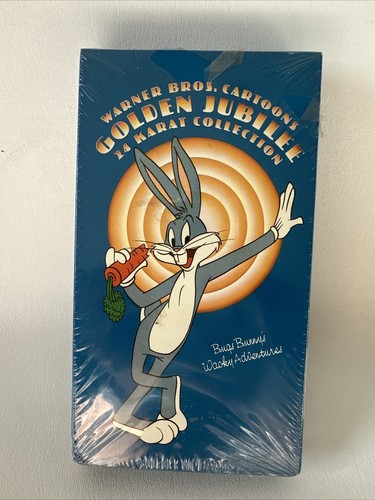 WARNER BROS. CARTOONS
GOLDEN JUBILEE
24 KARAT COLLECTION
Bugs Bunny's
Wacky Adventures